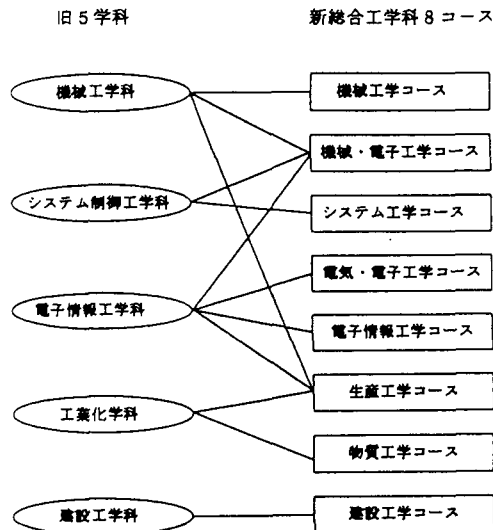 旧5学科
新総合工学科8コース
機械工学科
機械工学コース
機械・電子工学コース
システム制御工学科
システム工学コース
電気・電子工学コース
電子情報工学科
電子情報工学コース
生産工学コース
工業化学科
物質工学コース
建設工学科
建設工学コース